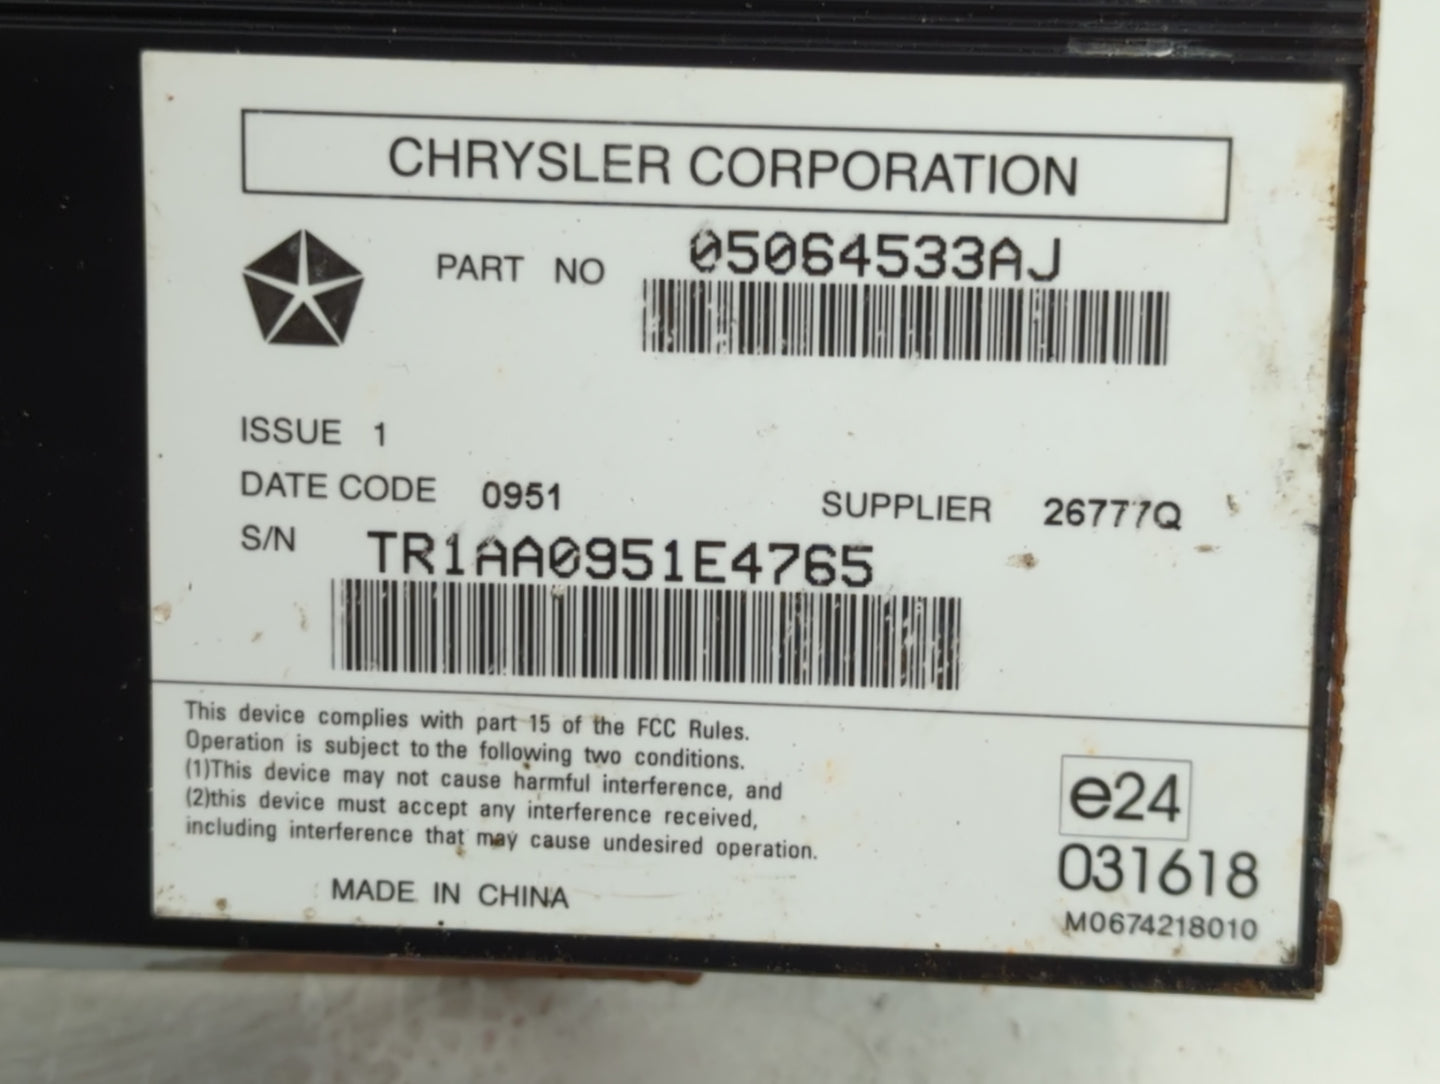 CHRYSLER CORPORATION
PART NO 05064533AJ
ISSUE 1
DATE CODE 0951 SUPPLIER 26777Q
S/N TR1AA0951E4765
This device complies with part 15 of the FCC Rules.
Operation is subject to the following two conditions.
(1)This device may not cause harmful interference, and
(2)this device must accept any interference received,
including interference that may cause undesired operation.
MADE IN CHINA
e24
031618
M0674218010